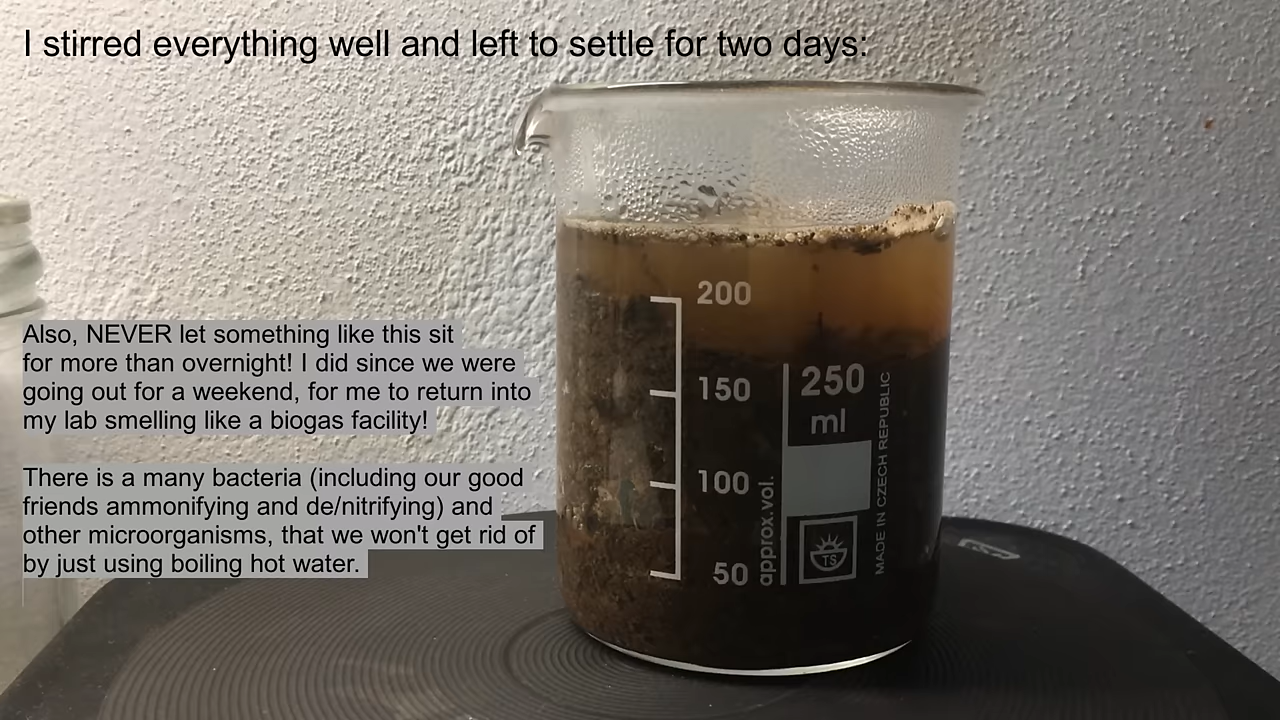 I stirred everything well and left to settle for two days:
Also, NEVER let something like this sit
for more than overnight! I did since we were
going out for a weekend, for me to return into
my lab smelling like a biogas facility!
There is a many bacteria (including our good
friends ammonifying and de/nitrifying) and
other microorganisms, that we won't get rid of
by just using boiling hot water.
200
150
100
50
approx.vol.
250
ml
TS
MADE IN CZECH REPUBLIC